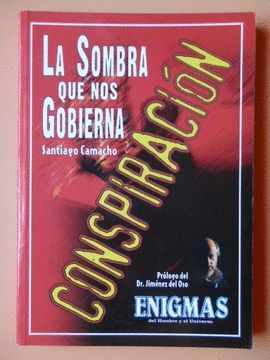 LA SOMBRA
QUE NOS
GOBIERNA
Santiago Camacho
CONSPIRACIÓN
Prólogo del
Dr. Jiménez del Oso
ENIGMAS
del Hombre y el Universo